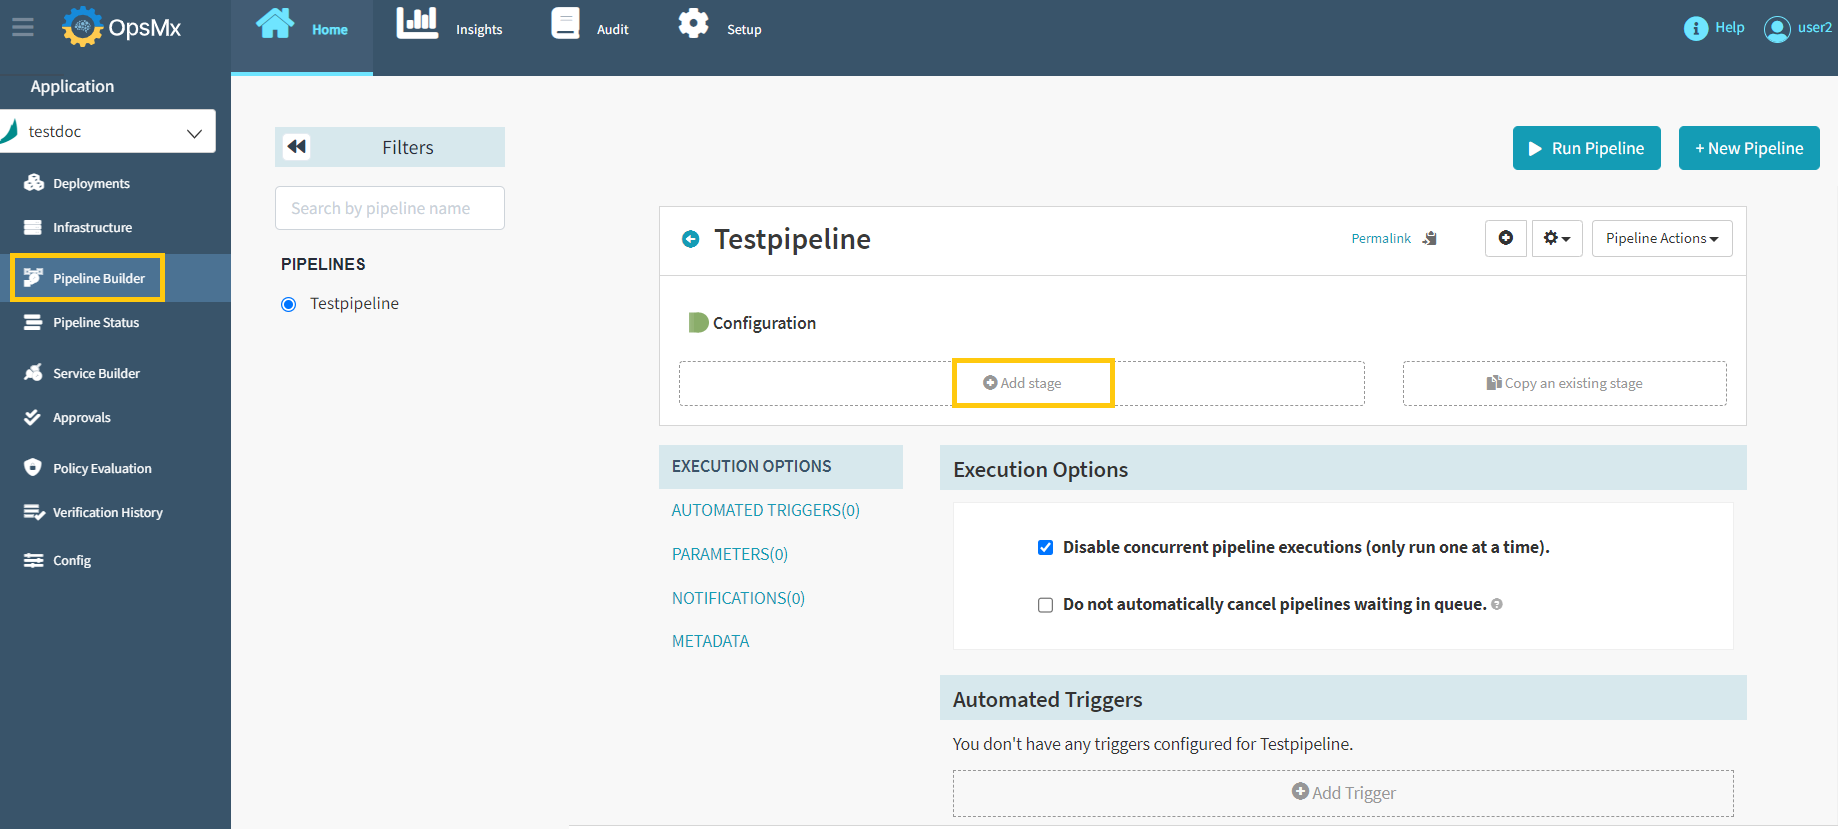 OpsMx
Home
Insights
Audit
Setup
Help
user2
Application
testdoc
Deployments
Infrastructure
Pipeline Builder
Pipeline Status
Service Builder
Approvals
Policy Evaluation
Verification History
Config
Filters
Search by pipeline name
PIPELINES
Testpipeline
Run Pipeline
+ New Pipeline
Testpipeline
Permalink
Pipeline Actions
Configuration
Add stage
Copy an existing stage
EXECUTION OPTIONS
AUTOMATED TRIGGERS(0)
PARAMETERS(0)
NOTIFICATIONS(0)
METADATA
Execution Options
Disable concurrent pipeline executions (only run one at a time).
Do not automatically cancel pipelines waiting in queue.
Automated Triggers
You don't have any triggers configured for Testpipeline.
Add Trigger